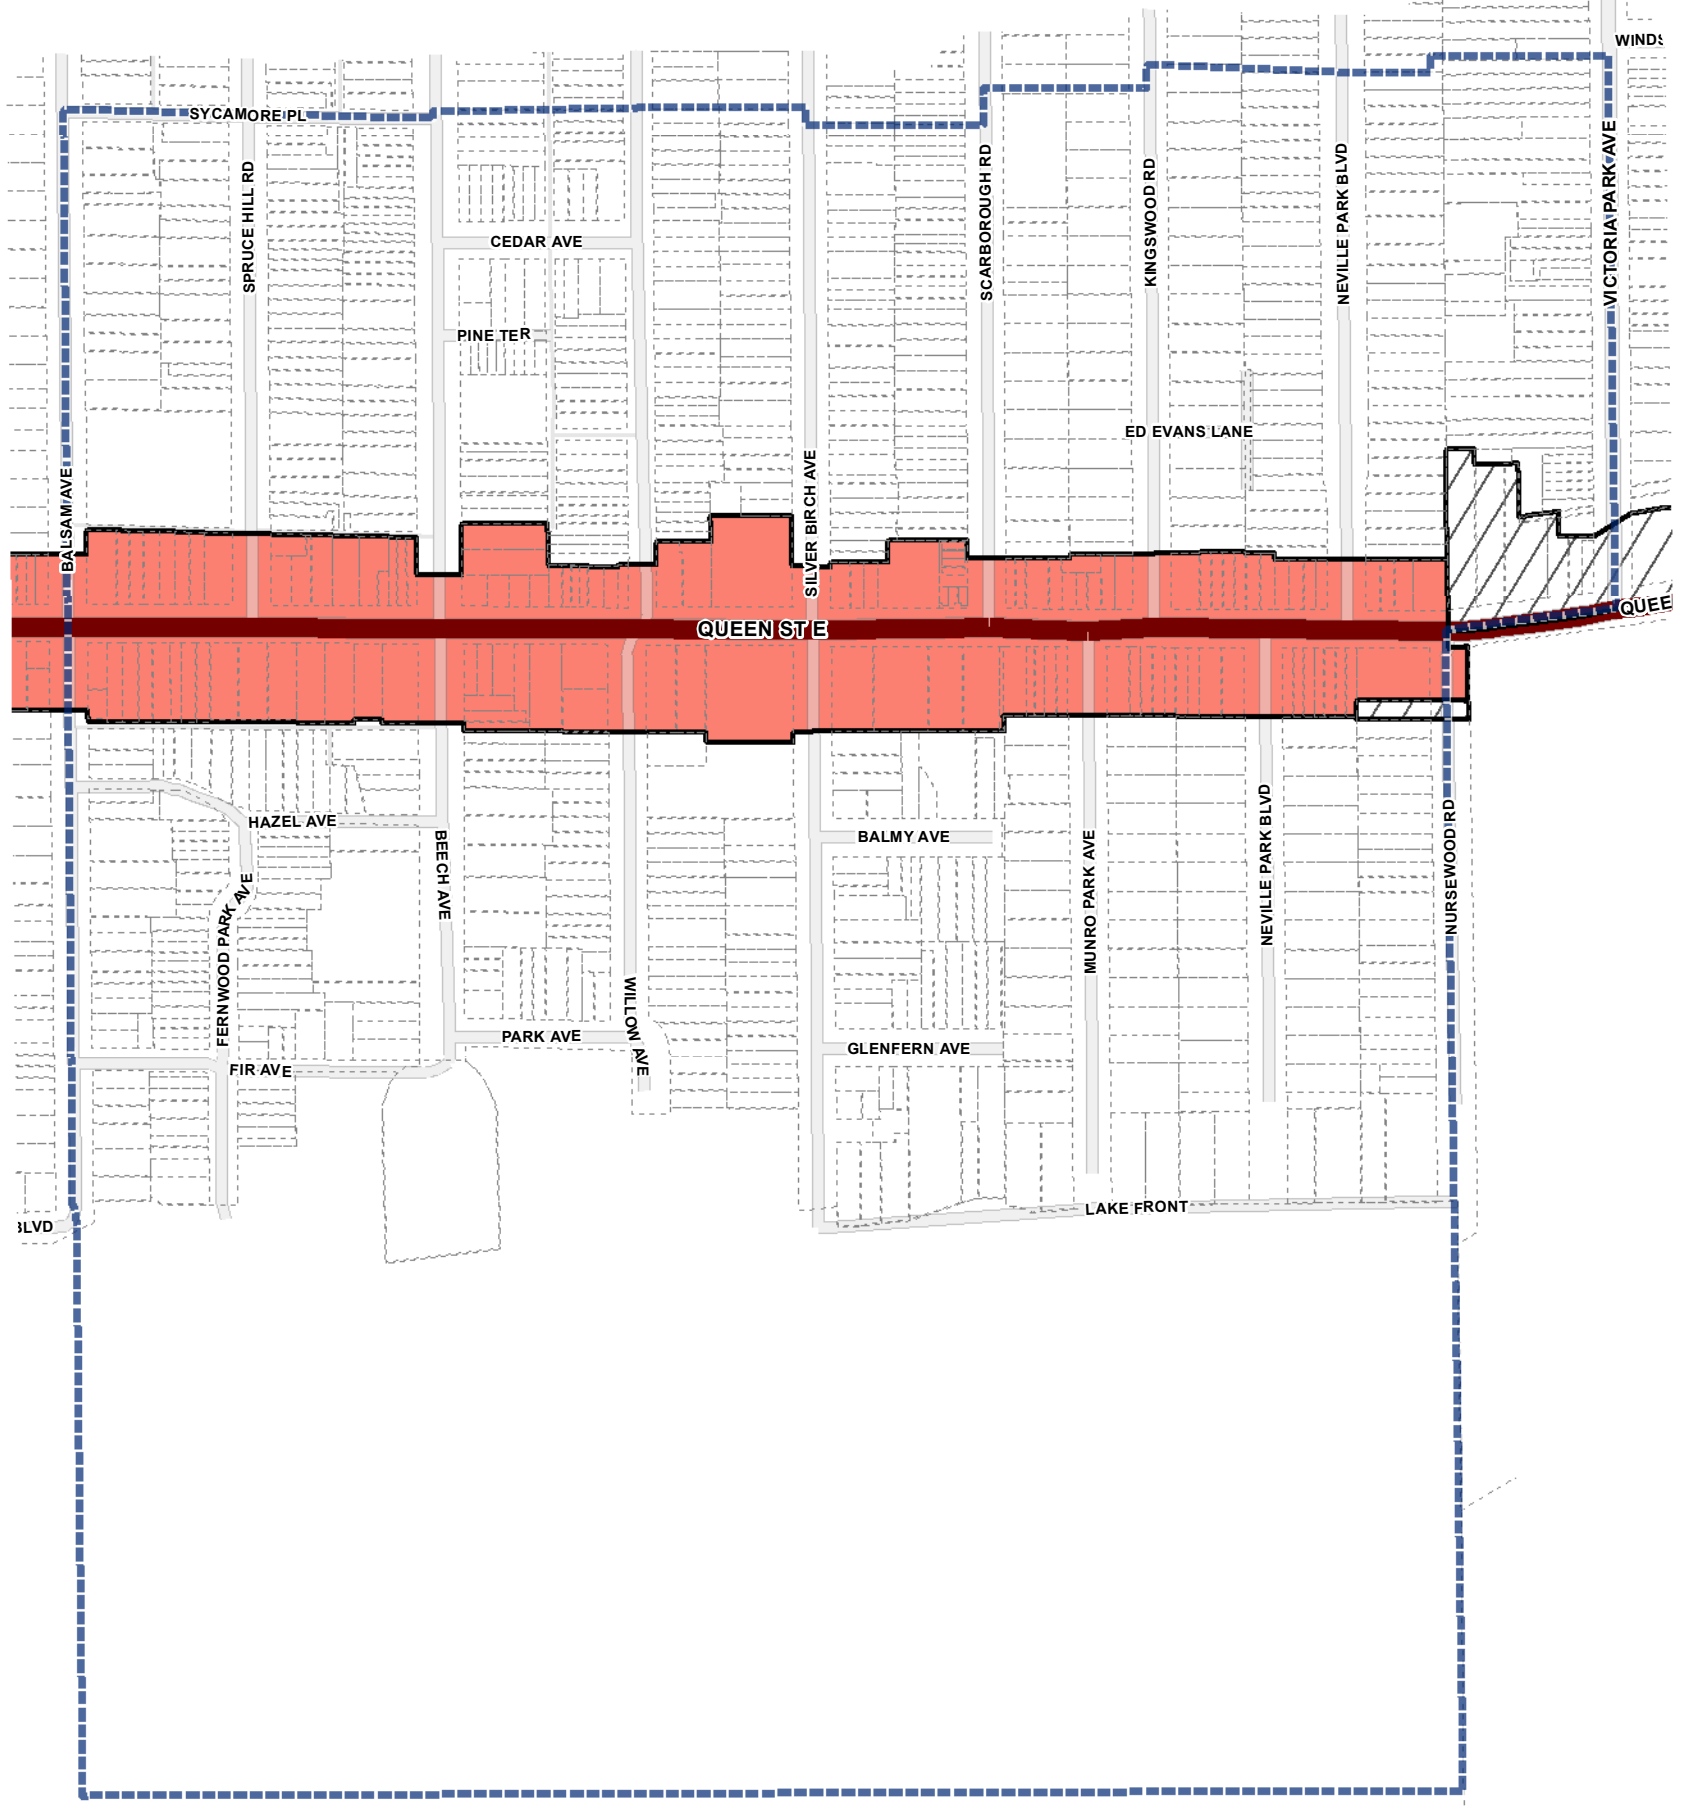 WINDS
SYCAMORE PL
SPRUCE HILL RD
SCARBOROUGH RD
KINGSWOOD RD
NEVILLE PARK BLVD
VICTORIA PARK AVE
CEDAR AVE
PINE TER
ED EVANS LANE
BALSAM AVE
SILVER BIRCH AVE
QUEE
QUEEN ST E
HAZEL AVE
BEECH AVE
BALMY AVE
MUNRO PARK AVE
NEVILLE PARK BLVD
NURSEWOOD RD
FERNWOOD PARK AVE
WILLOW AVE
PARK AVE
GLENFERN AVE
FIR AVE
LAKE FRONT
BLVD